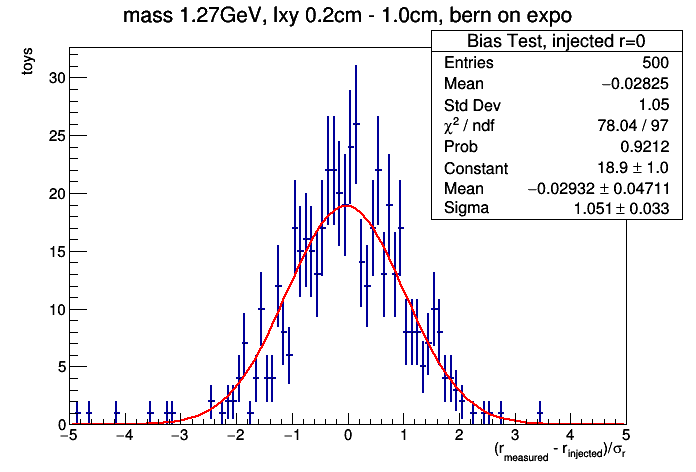 mass 1.27GeV, lxy 0.2cm - 1.0cm, bern on expo
Bias Test, injected r=0
Entries 500
Mean −0.02825
Std Dev 1.05
χ² / ndf 78.04 / 97
Prob 0.9212
Constant 18.9 ± 1.0
Mean −0.02932 ± 0.04711
Sigma 1.051 ± 0.033
toys
30
25
20
15
10
5
0
−5 −4 −3 −2 −1 0 1 2 3 4 5
(r_measured - r_injected)/σ_r